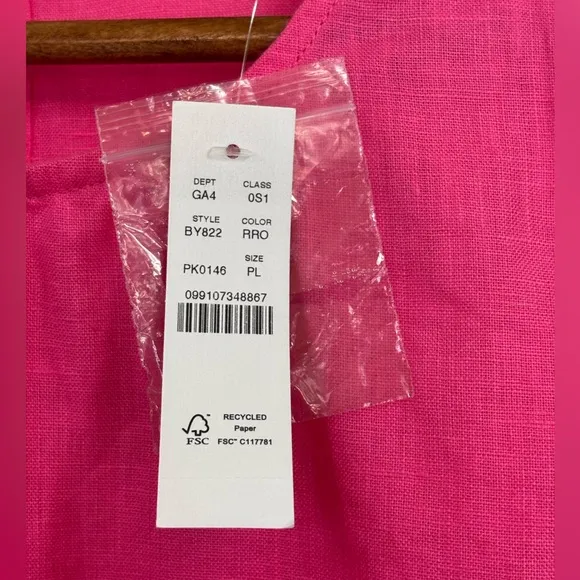 DEPT CLASS
GA4 0S1
STYLE COLOR
BY822 RRO
SIZE
PK0146 PL
099107348867
RECYCLED
Paper
FSC™ C117781
FSC